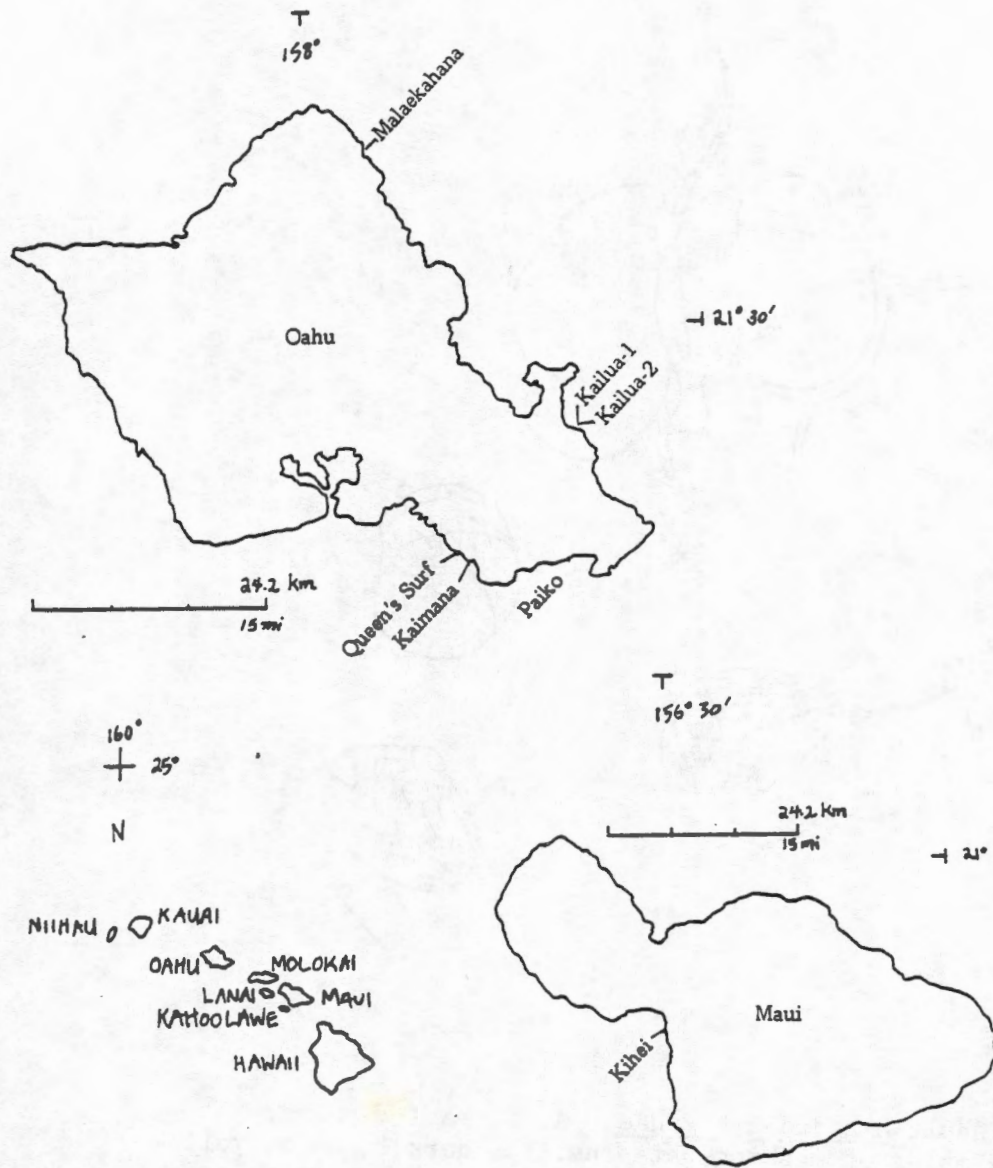 158°
Malaekahana
21° 30'
Oahu
Kailua-1
Kailua-2
24.2 km
15 mi
Queen's Surf
Kaimana
Paiko
156° 30'
160°
25°
N
24.2 km
15 mi
21°
NIIHAU
KAUAI
OAHU
MOLOKAI
LANAI
MAUI
KAHOOLAWE
HAWAII
Maui
Kihei